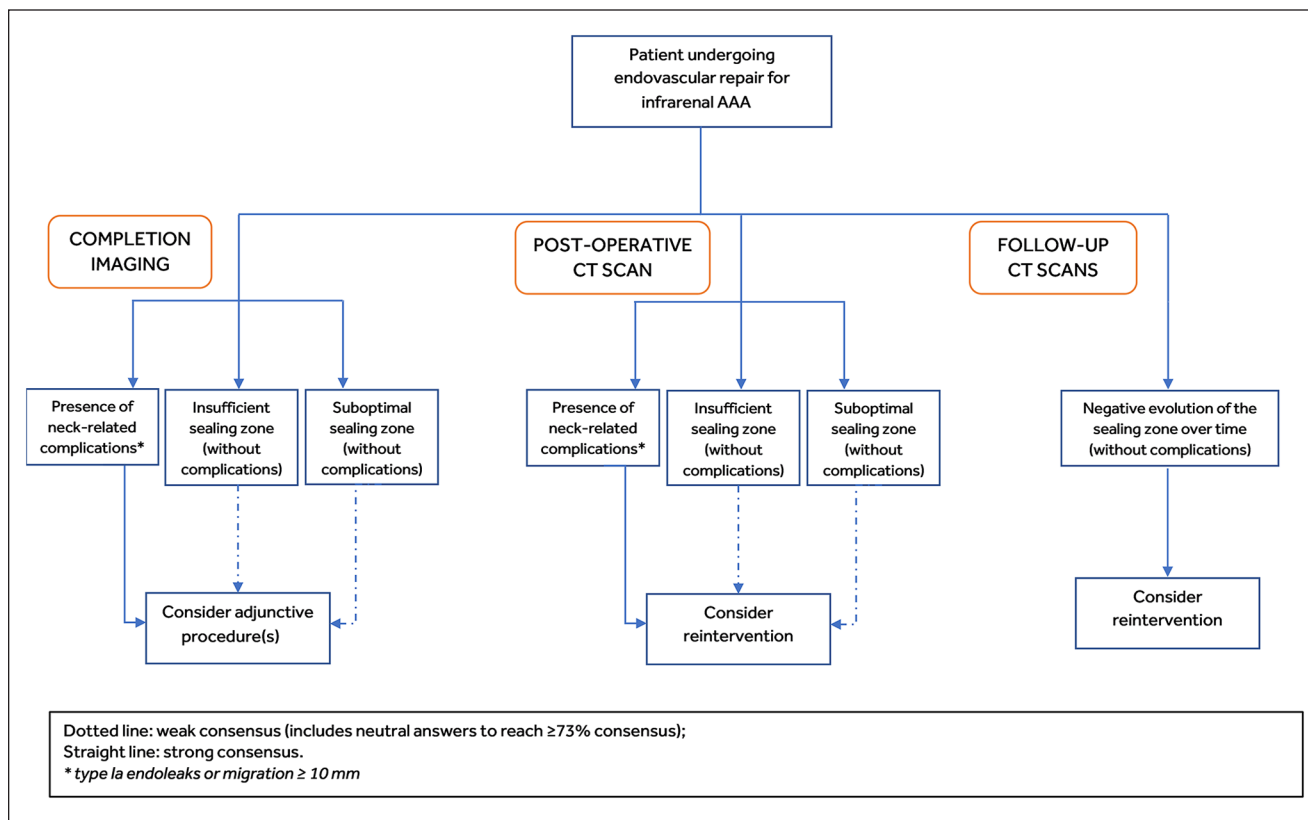 Patient undergoing
endovascular repair for
infrarenal AAA
COMPLETION
IMAGING
POST-OPERATIVE
CT SCAN
FOLLOW-UP
CT SCANS
Presence of
neck-related
complications*
Insufficient
sealing zone
(without
complications)
Suboptimal
sealing zone
(without
complications)
Presence of
neck-related
complications*
Insufficient
sealing zone
(without
complications)
Suboptimal
sealing zone
(without
complications)
Negative evolution of the
sealing zone over time
(without complications)
Consider adjunctive
procedure(s)
Consider
reintervention
Consider
reintervention
Dotted line: weak consensus (includes neutral answers to reach ≥73% consensus);
Straight line: strong consensus.
* type Ia endoleaks or migration ≥ 10 mm